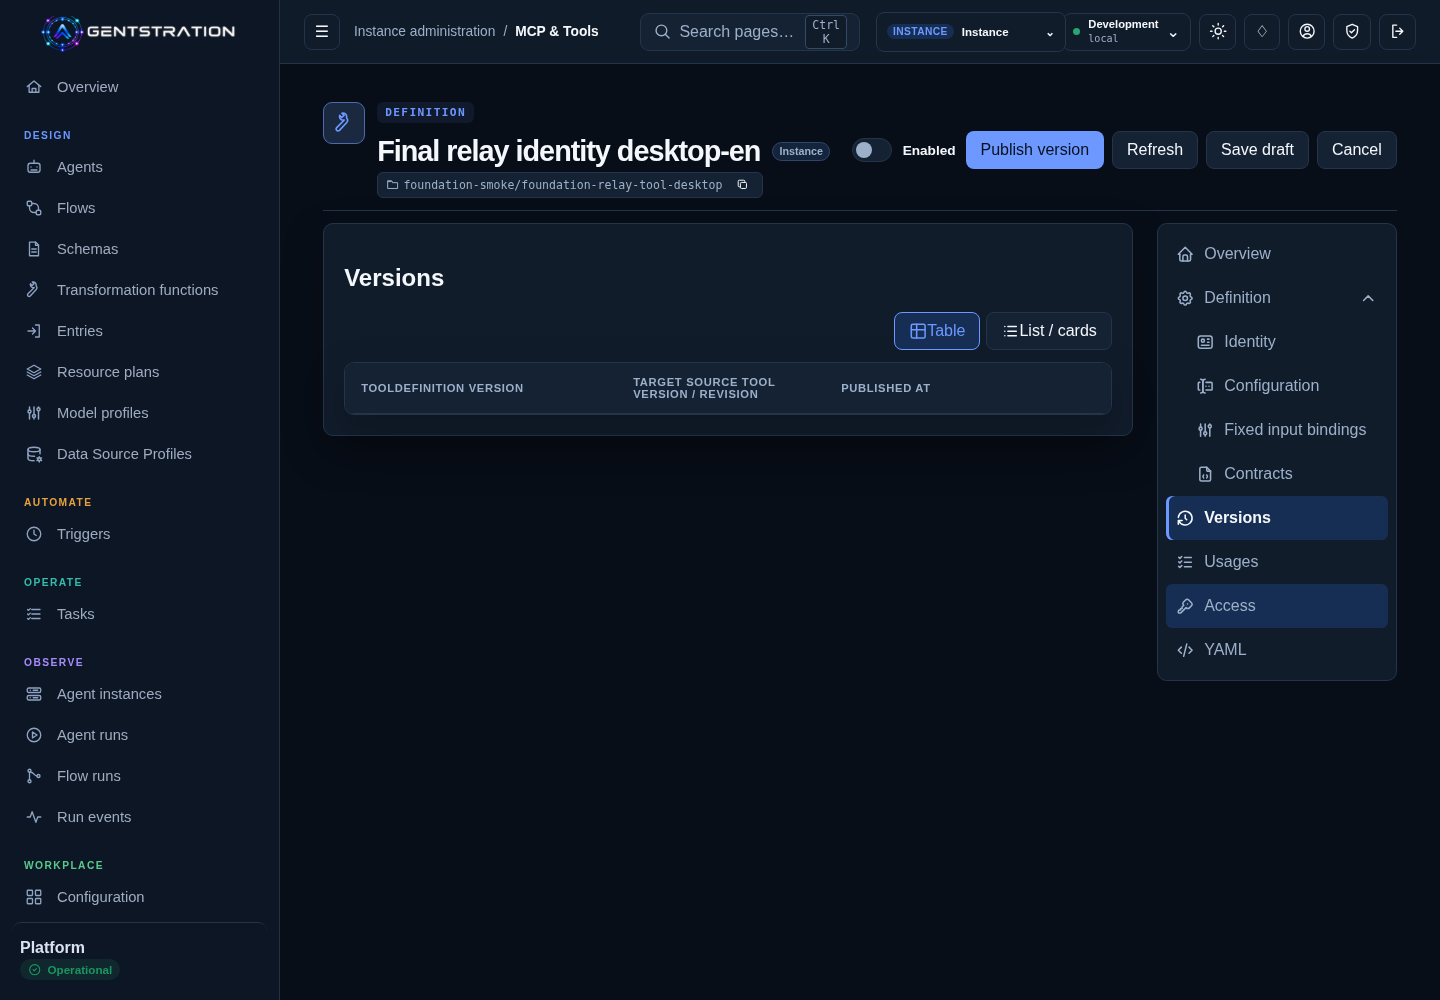 GENTSTRATION
Overview
DESIGN
Agents
Flows
Schemas
Transformation functions
Entries
Resource plans
Model profiles
Data Source Profiles
AUTOMATE
Triggers
OPERATE
Tasks
OBSERVE
Agent instances
Agent runs
Flow runs
Run events
WORKPLACE
Configuration
Platform
Operational
Instance administration / MCP & Tools
Search pages…
Ctrl
K
INSTANCE Instance
Development
local
DEFINITION
Final relay identity desktop-en
Instance
Enabled
Publish version
Refresh
Save draft
Cancel
foundation-smoke/foundation-relay-tool-desktop
Versions
Table
List / cards
TOOLDEFINITION VERSION
TARGET SOURCE TOOL
VERSION / REVISION
PUBLISHED AT
Overview
Definition
Identity
Configuration
Fixed input bindings
Contracts
Versions
Usages
Access
YAML